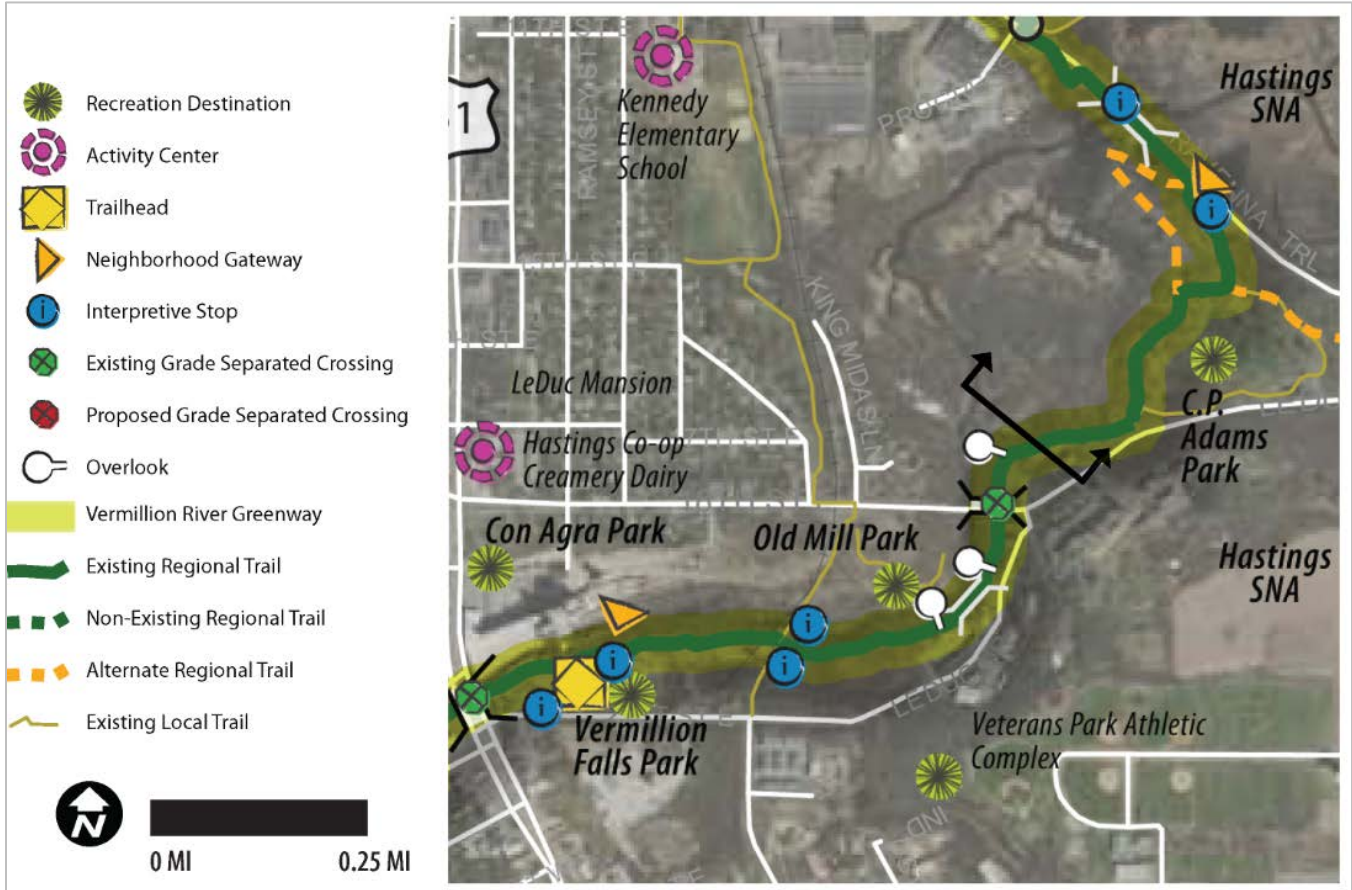 Recreation Destination
Activity Center
Trailhead
Neighborhood Gateway
Interpretive Stop
Existing Grade Separated Crossing
Proposed Grade Separated Crossing
Overlook
Vermillion River Greenway
Existing Regional Trail
Non-Existing Regional Trail
Alternate Regional Trail
Existing Local Trail
N
0 MI
0.25 MI
RAMSEY ST
Kennedy
Elementary
School
Hastings
SNA
TRL
KING MIDAS LN
LeDuc Mansion
Hastings Co-op
Creamery Dairy
C.P.
Adams
Park
Con Agra Park
Old Mill Park
Hastings
SNA
LEDUC
Vermillion
Falls Park
Veterans Park Athletic
Complex